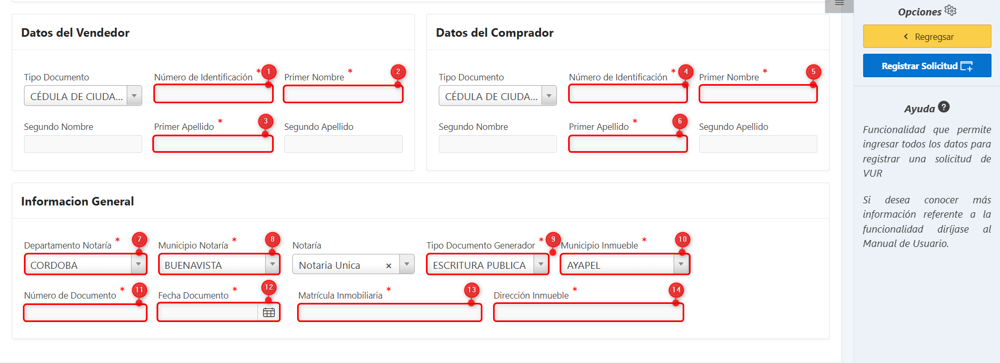 Datos del Vendedor
Tipo Documento
Número de Identificación *
1
Primer Nombre *
2
CÉDULA DE CIUDA...
Segundo Nombre
Primer Apellido *
3
Segundo Apellido
Datos del Comprador
Tipo Documento
Número de Identificación *
4
Primer Nombre *
5
CÉDULA DE CIUDA...
Segundo Nombre
Primer Apellido *
6
Segundo Apellido
Informacion General
Departamento Notaría *
7
Municipio Notaría *
8
Notaría
Tipo Documento Generador *
9
Municipio Inmueble *
10
CORDOBA
BUENAVISTA
Notaria Unica ×
ESCRITURA PUBLICA
AYAPEL
Número de Documento *
11
Fecha Documento *
12
Matrícula Inmobiliaria *
13
Dirección Inmueble *
14
Opciones
Regregsar
Registrar Solicitud
Ayuda ?
Funcionalidad que permite
ingresar todos los datos para
registrar una solicitud de
VUR
Si desea conocer más
información referente a la
funcionalidad diríjase al
Manual de Usuario.